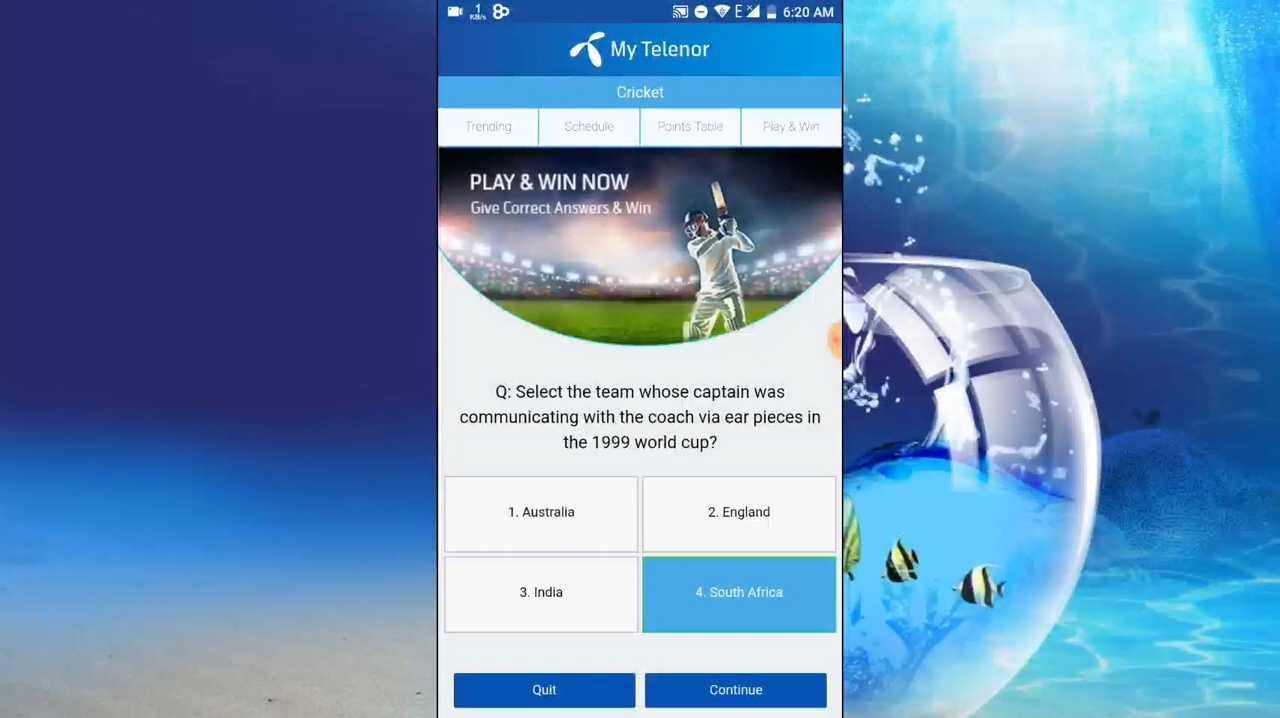 1
KB/s
E
6:20 AM
My Telenor
Cricket
Trending
Schedule
Points Table
Play & Win
PLAY & WIN NOW
Give Correct Answers & Win
Q: Select the team whose captain was
communicating with the coach via ear pieces in
the 1999 world cup?
1. Australia
2. England
3. India
4. South Africa
Quit
Continue